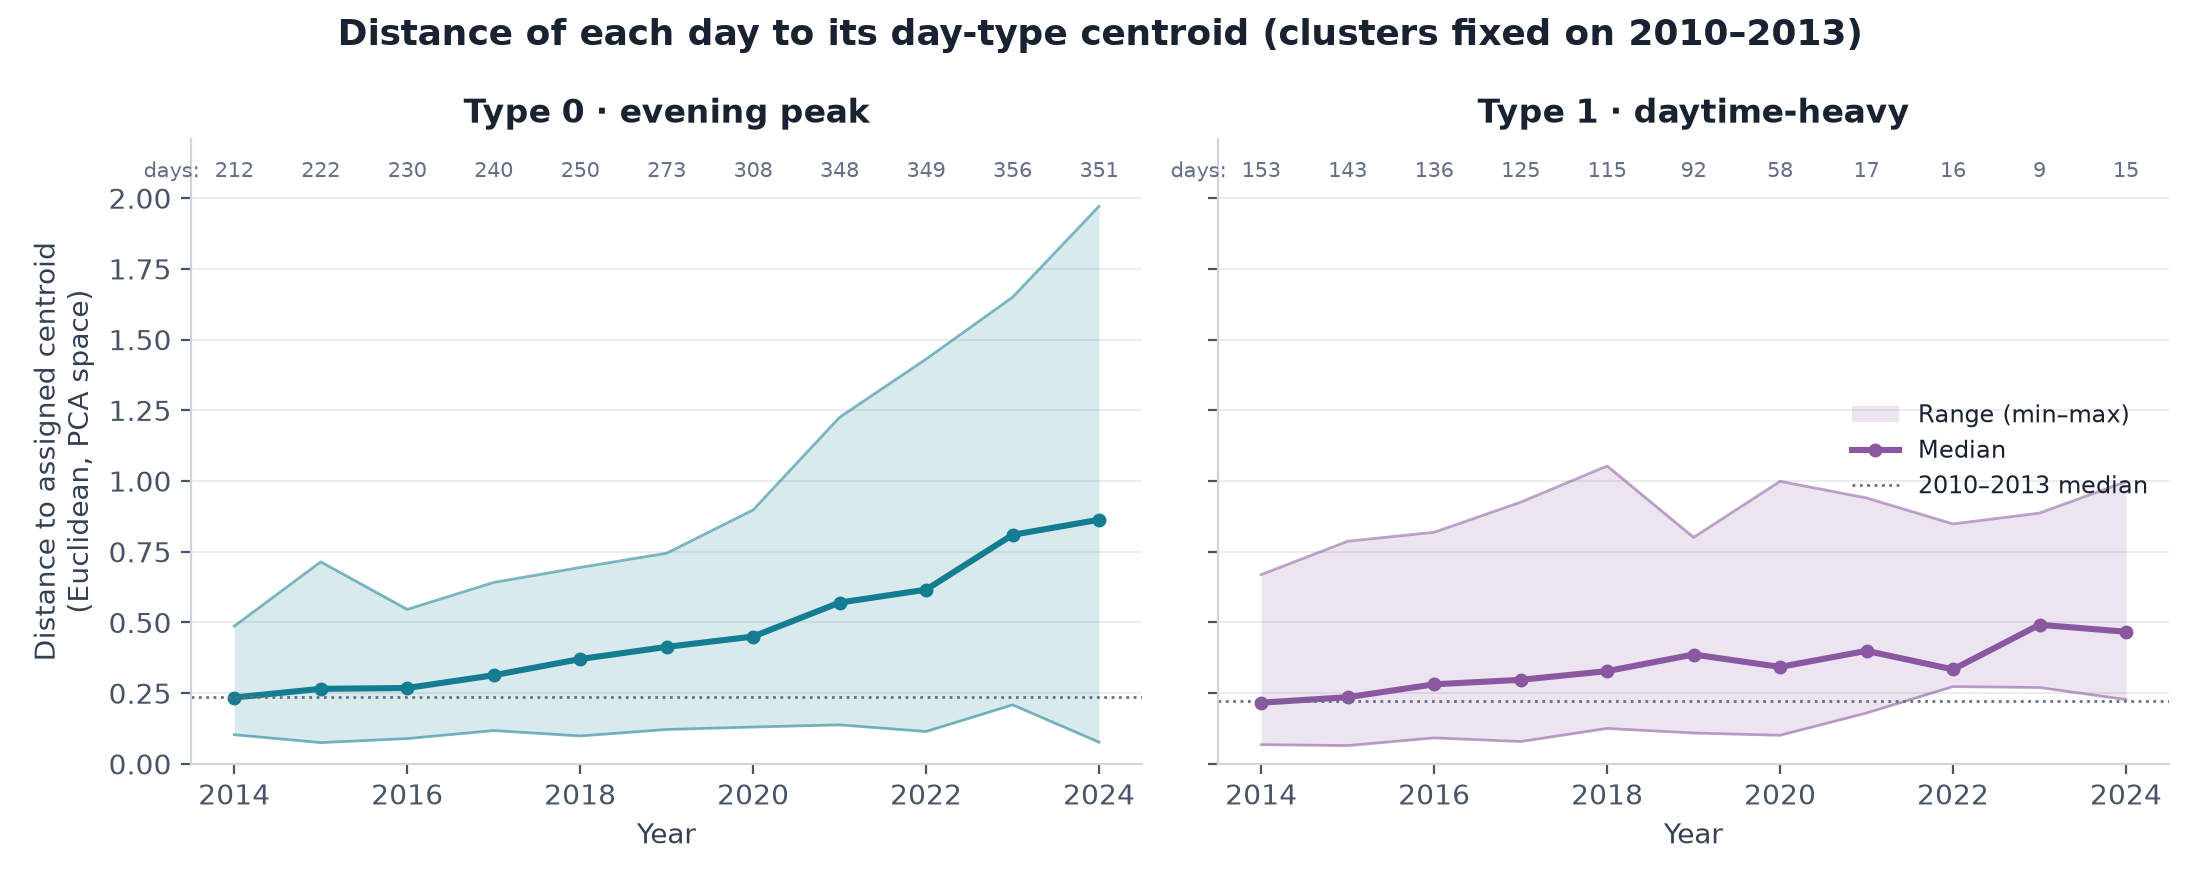 Distance of each day to its day-type centroid (clusters fixed on 2010–2013)
Type 0 · evening peak
days: 212 222 230 240 250 273 308 348 349 356 351
2.00
1.75
1.50
1.25
1.00
0.75
0.50
0.25
0.00
Distance to assigned centroid
(Euclidean, PCA space)
2014 2016 2018 2020 2022 2024
Year
Type 1 · daytime-heavy
days: 153 143 136 125 115 92 58 17 16 9 15
Range (min–max)
Median
2010–2013 median
2014 2016 2018 2020 2022 2024
Year